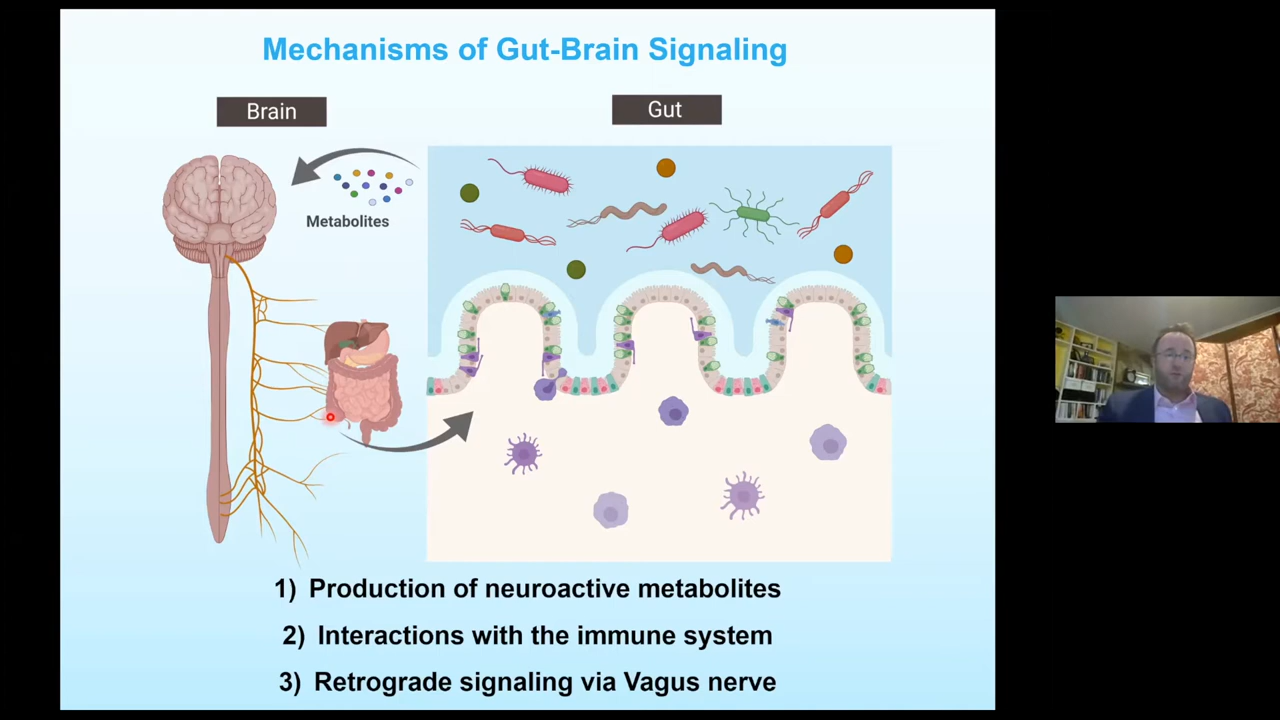 Mechanisms of Gut-Brain Signaling
Brain
Gut
Metabolites
1) Production of neuroactive metabolites
2) Interactions with the immune system
3) Retrograde signaling via Vagus nerve